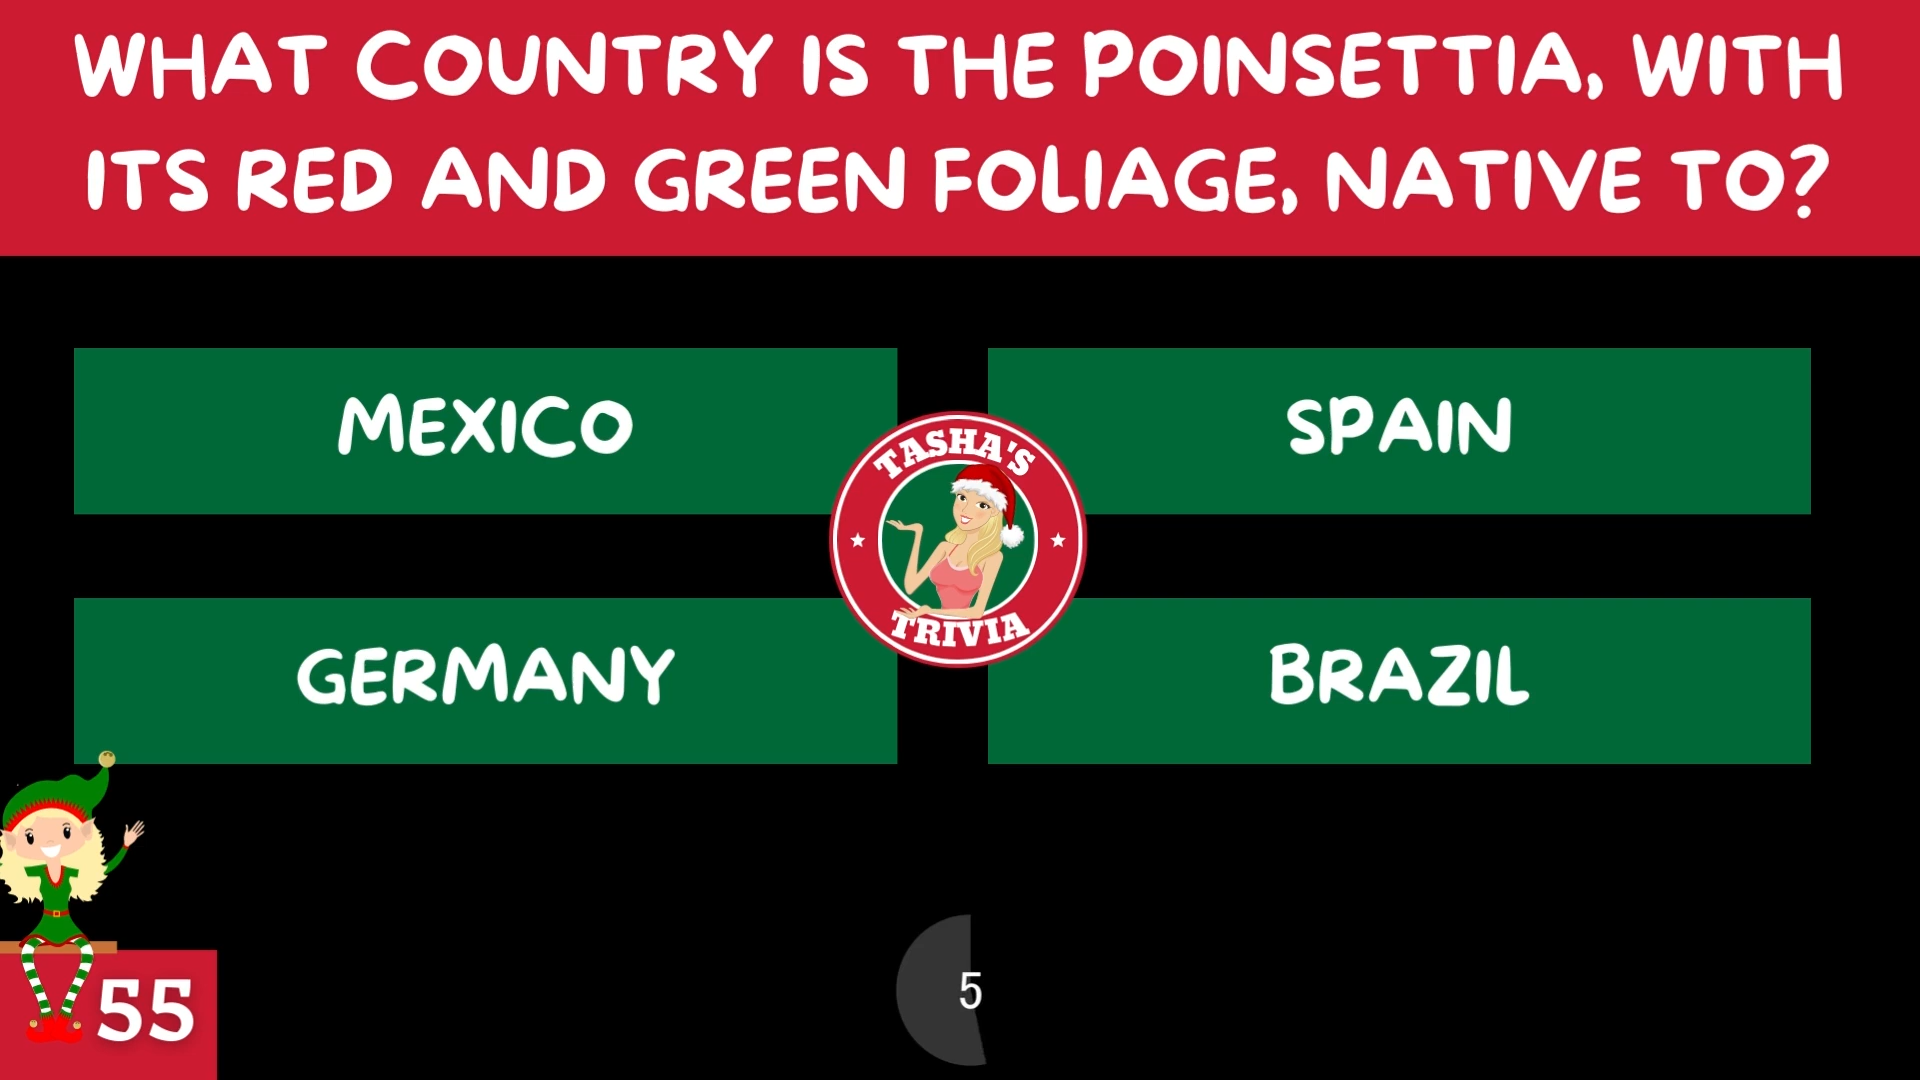 WHAT COUNTRY IS THE POINSETTIA, WITH
ITS RED AND GREEN FOLIAGE, NATIVE TO?
MEXICO
SPAIN
TASHA'S
TRIVIA
GERMANY
BRAZIL
55
5